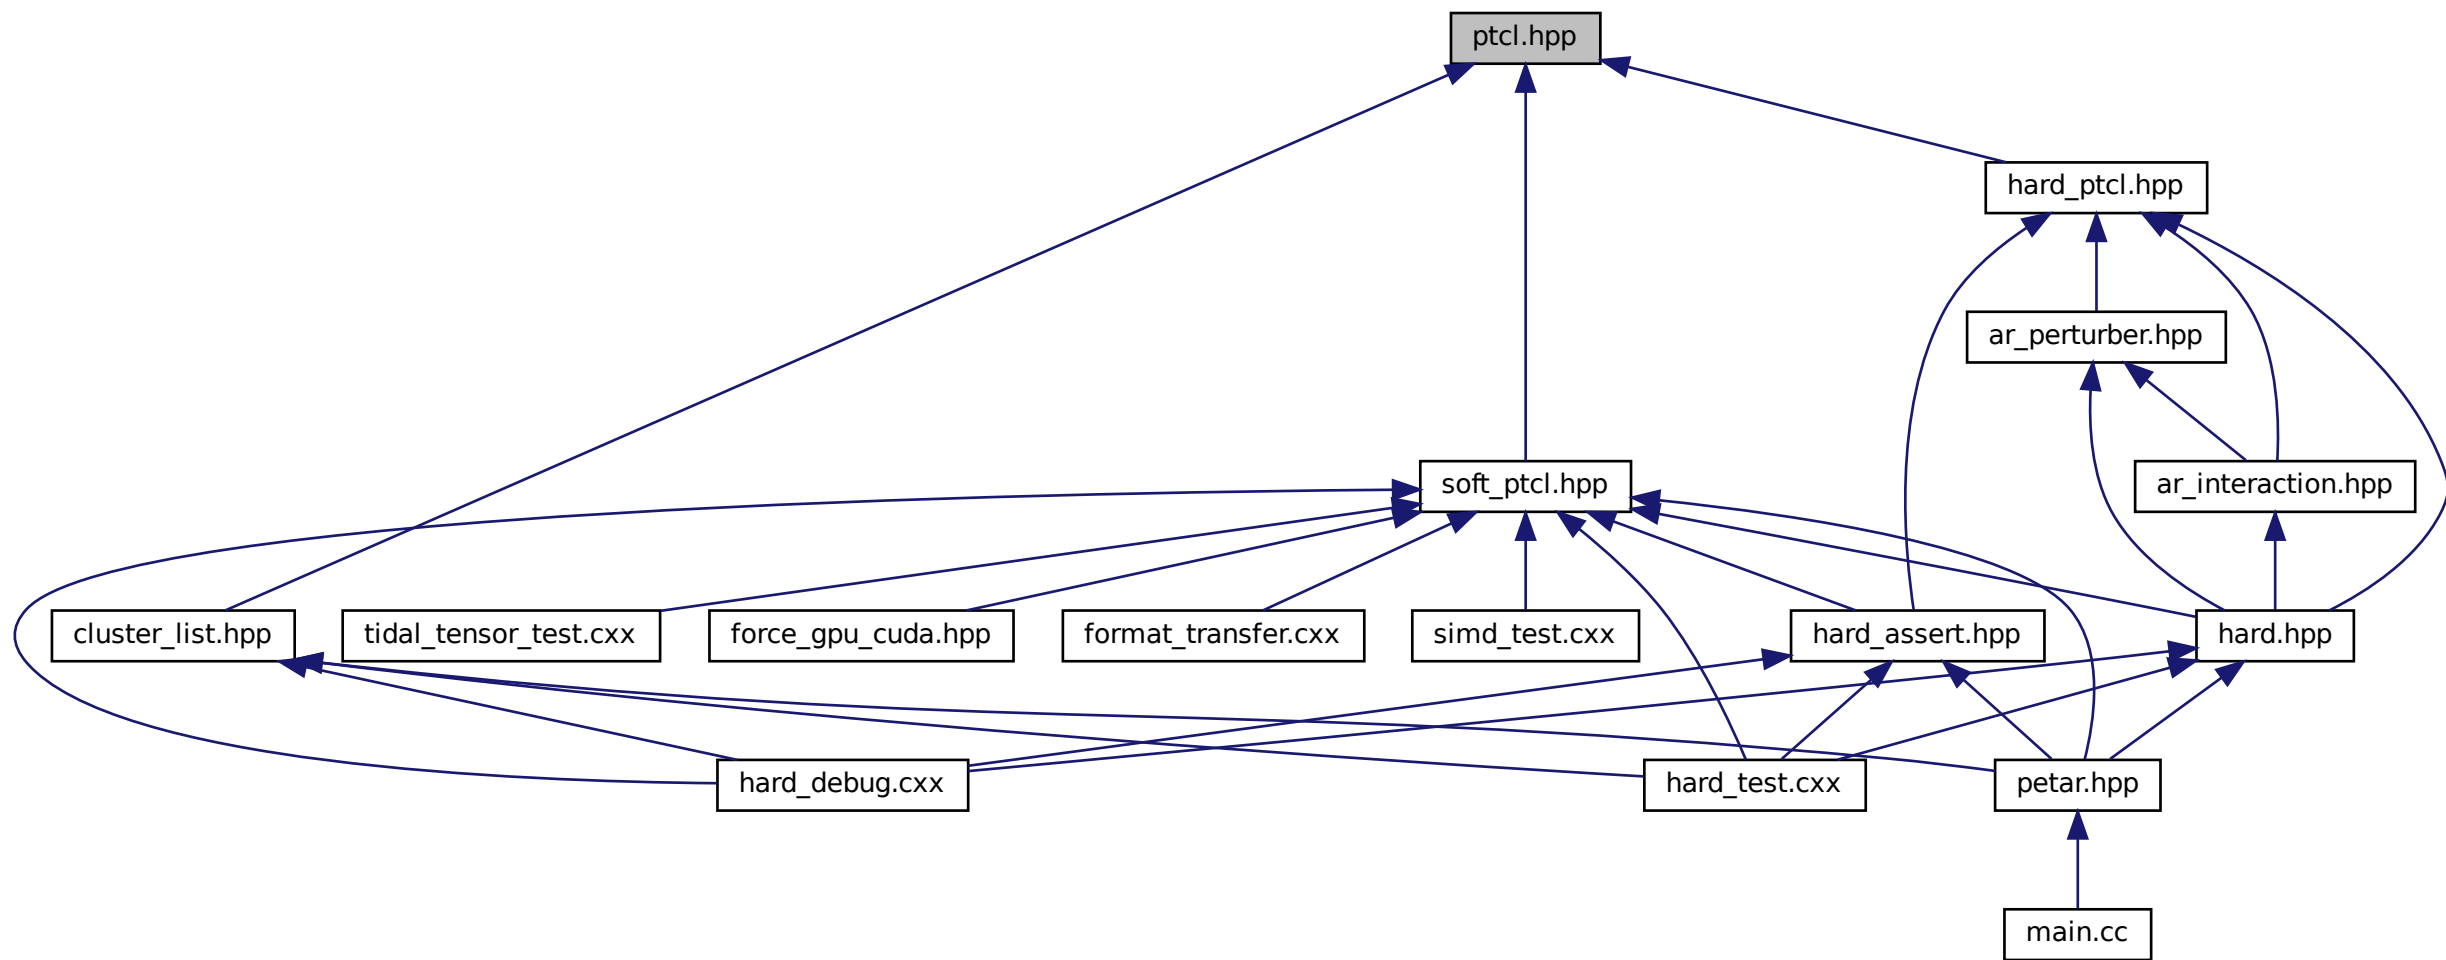 ptcl.hpp
hard_ptcl.hpp
ar_perturber.hpp
soft_ptcl.hpp
ar_interaction.hpp
cluster_list.hpp
tidal_tensor_test.cxx
force_gpu_cuda.hpp
format_transfer.cxx
simd_test.cxx
hard_assert.hpp
hard.hpp
hard_debug.cxx
hard_test.cxx
petar.hpp
main.cc